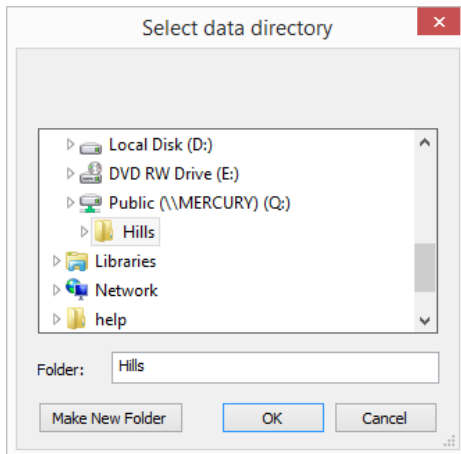 Select data directory
Local Disk (D:)
DVD RW Drive (E:)
Public (\\MERCURY) (Q:)
Hills
Libraries
Network
help
Folder: Hills
Make New Folder OK Cancel